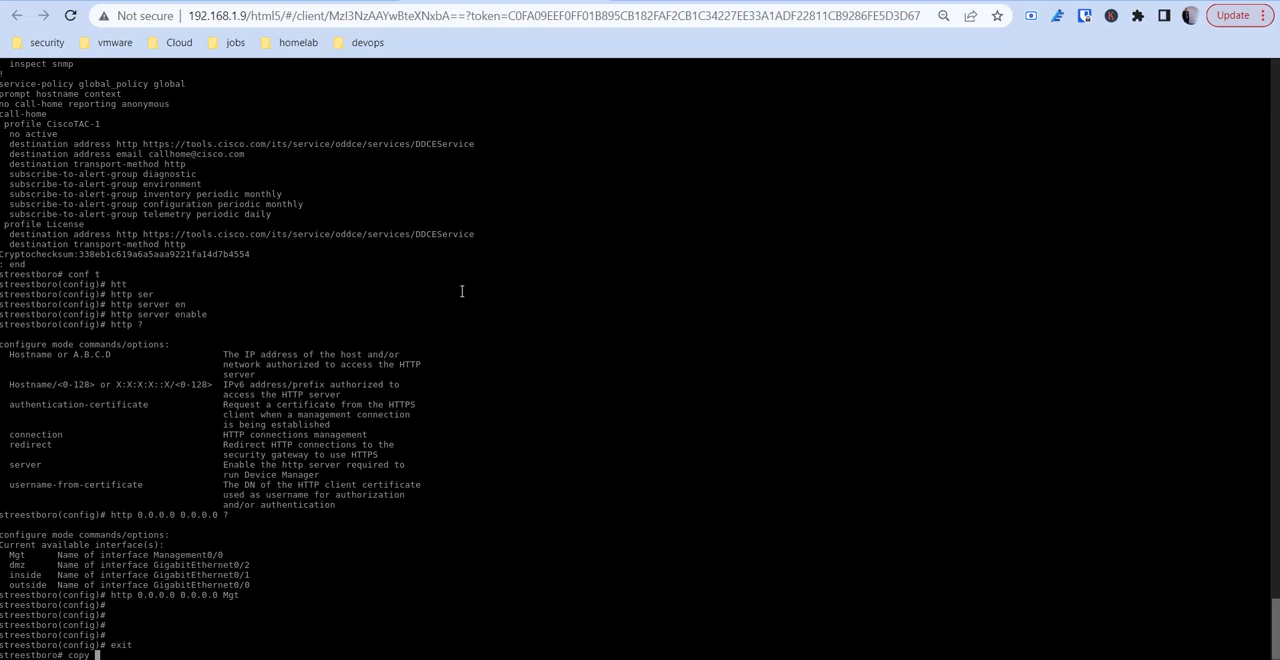 Not secure 192.168.1.9/html5/#/client/MzI3NzAAYwBteXNxbA==?token=C0FA09EEF0FF01B895CB182FAF2CB1C34227EE33A1ADF22811CB9286FE5D3D67 Update
security vmware Cloud jobs homelab devops
inspect snmp
!
service-policy global_policy global
prompt hostname context
no call-home reporting anonymous
call-home
profile CiscoTAC-1
no active
destination address http https://tools.cisco.com/its/service/oddce/services/DDCEService
destination address email callhome@cisco.com
destination transport-method http
subscribe-to-alert-group diagnostic
subscribe-to-alert-group environment
subscribe-to-alert-group inventory periodic monthly
subscribe-to-alert-group configuration periodic monthly
subscribe-to-alert-group telemetry periodic daily
profile License
destination address http https://tools.cisco.com/its/service/oddce/services/DDCEService
destination transport-method http
Cryptochecksum:338eb1c619a6a5aaa9221fa14d7b4554
: end
streestboro# conf t
streestboro(config)# htt
streestboro(config)# http ser
streestboro(config)# http server en
streestboro(config)# http server enable
streestboro(config)# http ?
configure mode commands/options:
Hostname or A.B.C.D The IP address of the host and/or
network authorized to access the HTTP
server
Hostname/<0-128> or X:X:X:X::X/<0-128> IPv6 address/prefix authorized to
access the HTTP server
authentication-certificate Request a certificate from the HTTPS
client when a management connection
is being established
connection HTTP connections management
redirect Redirect HTTP connections to the
security gateway to use HTTPS
server Enable the http server required to
run Device Manager
username-from-certificate The DN of the HTTP client certificate
used as username for authorization
and/or authentication
streestboro(config)# http 0.0.0.0 0.0.0.0 ?
configure mode commands/options:
Current available interface(s):
Mgt Name of interface Management0/0
dmz Name of interface GigabitEthernet0/2
inside Name of interface GigabitEthernet0/1
outside Name of interface GigabitEthernet0/0
streestboro(config)# http 0.0.0.0 0.0.0.0 Mgt
streestboro(config)#
streestboro(config)#
streestboro(config)#
streestboro(config)#
streestboro(config)# exit
streestboro# copy